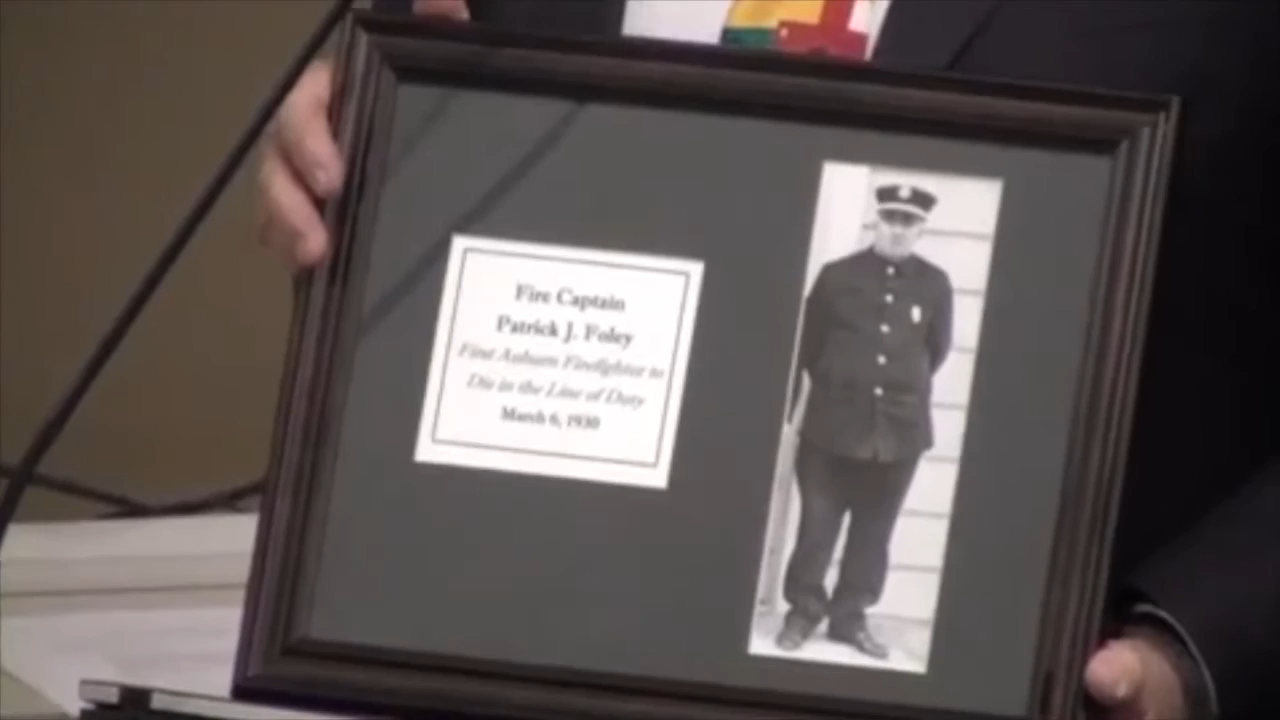 Fire Captain
Patrick J. Foley
First Auburn Firefighter to
Die in the Line of Duty
March 6, 1930